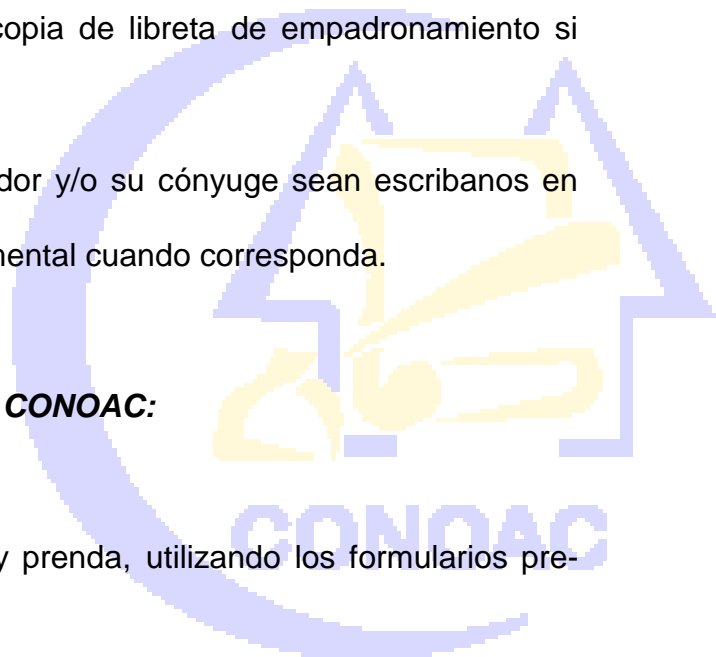 copia de libreta de empadronamiento si
dor y/o su cónyuge sean escribanos en
mental cuando corresponda.
CONOAC:
CONOAC
y prenda, utilizando los formularios pre-